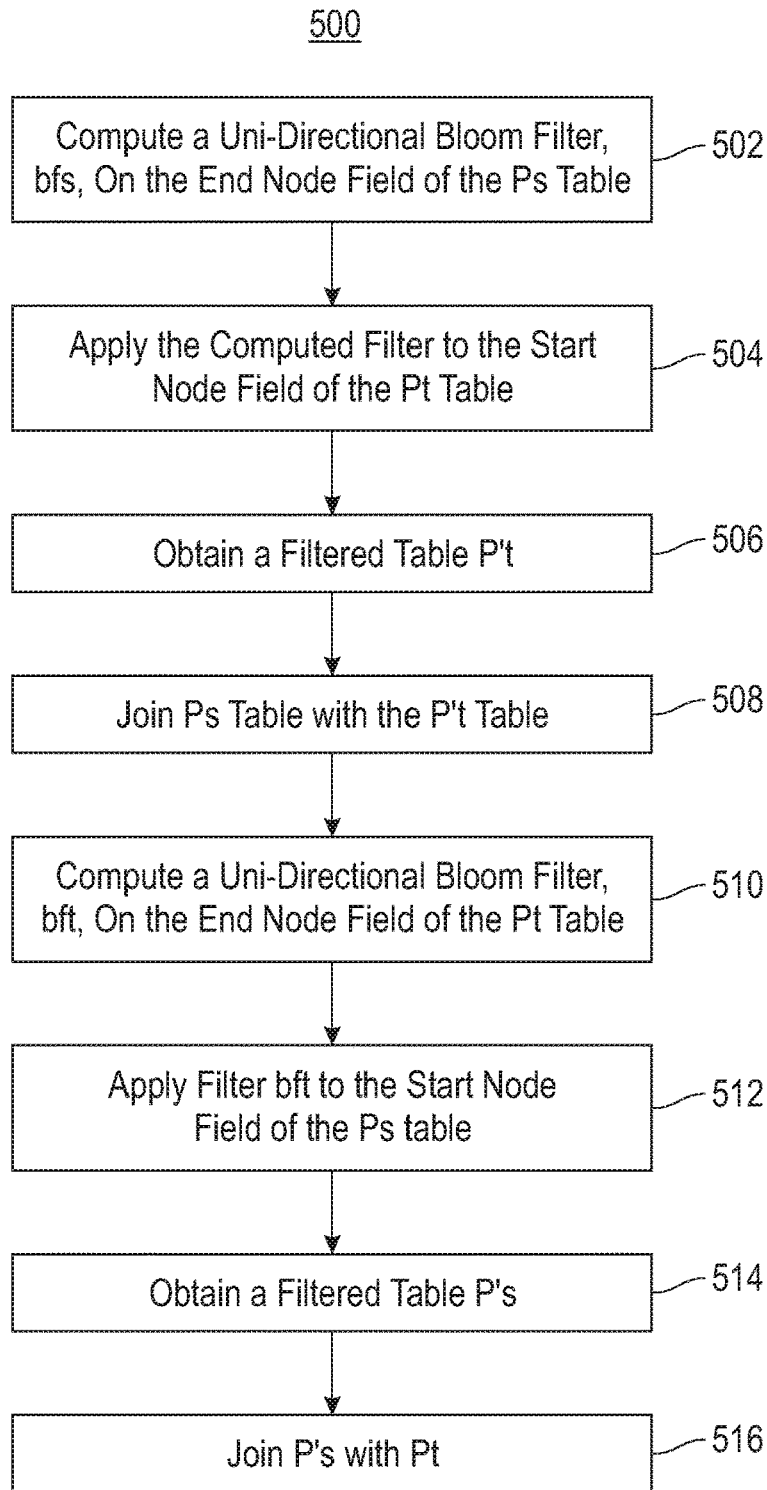 500
Compute a Uni-Directional Bloom Filter,
bfs, On the End Node Field of the Ps Table
502
Apply the Computed Filter to the Start
Node Field of the Pt Table
504
Obtain a Filtered Table P't
506
Join Ps Table with the P't Table
508
Compute a Uni-Directional Bloom Filter,
bft, On the End Node Field of the Pt Table
510
Apply Filter bft to the Start Node
Field of the Ps table
512
Obtain a Filtered Table P's
514
Join P's with Pt
516